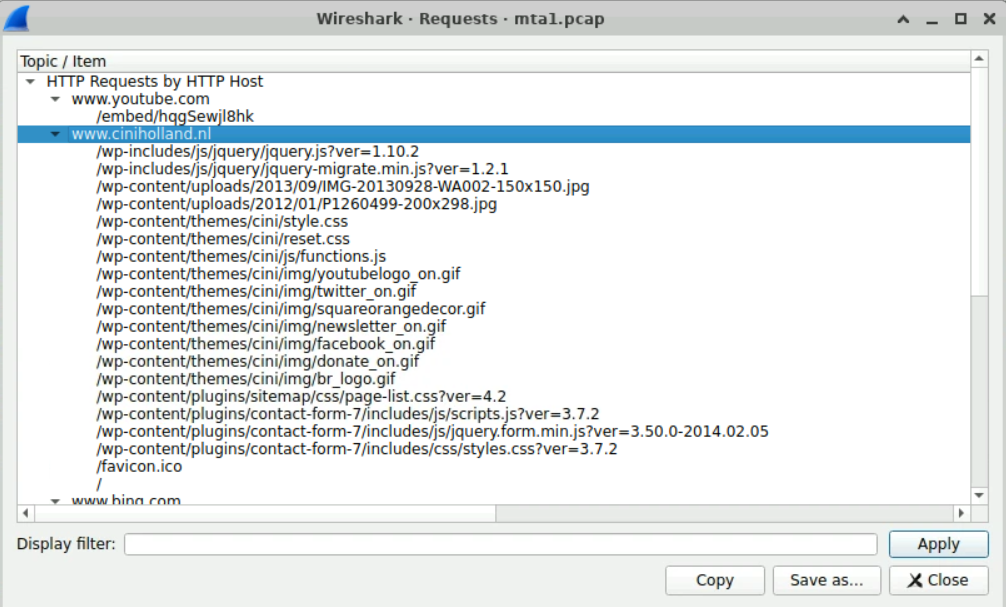 Wireshark · Requests · mta1.pcap
Topic / Item
HTTP Requests by HTTP Host
www.youtube.com
/embed/hqgSewjl8hk
www.ciniholland.nl
/wp-includes/js/jquery/jquery.js?ver=1.10.2
/wp-includes/js/jquery/jquery-migrate.min.js?ver=1.2.1
/wp-content/uploads/2013/09/IMG-20130928-WA002-150x150.jpg
/wp-content/uploads/2012/01/P1260499-200x298.jpg
/wp-content/themes/cini/style.css
/wp-content/themes/cini/reset.css
/wp-content/themes/cini/js/functions.js
/wp-content/themes/cini/img/youtubelogo_on.gif
/wp-content/themes/cini/img/twitter_on.gif
/wp-content/themes/cini/img/squareorangedecor.gif
/wp-content/themes/cini/img/newsletter_on.gif
/wp-content/themes/cini/img/facebook_on.gif
/wp-content/themes/cini/img/donate_on.gif
/wp-content/themes/cini/img/br_logo.gif
/wp-content/plugins/sitemap/css/page-list.css?ver=4.2
/wp-content/plugins/contact-form-7/includes/js/scripts.js?ver=3.7.2
/wp-content/plugins/contact-form-7/includes/js/jquery.form.min.js?ver=3.50.0-2014.02.05
/wp-content/plugins/contact-form-7/includes/css/styles.css?ver=3.7.2
/favicon.ico
/
www.bing.com
Display filter:
Apply
Copy
Save as...
Close